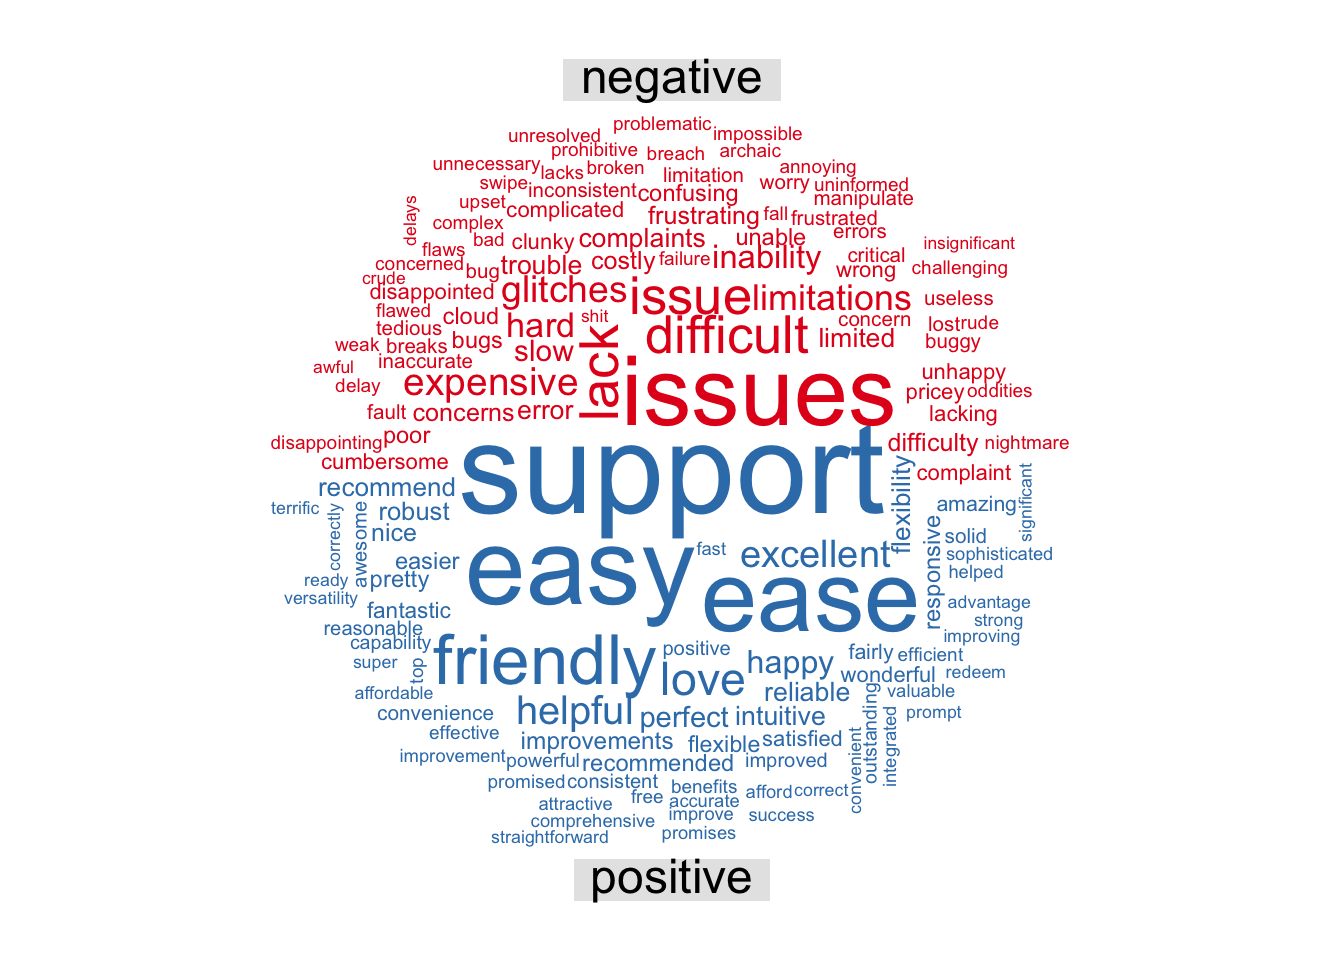 negative
problematic
unresolved impossible
prohibitive breach archaic
unnecessary lacks broken limitation annoying
swipe inconsistent confusing worry uninformed
delays upset complicated frustrating fall frustrated manipulate
complex bad clunky complaints unable errors
flaws insignificant
concerned bug trouble costly failure inability critical
crude wrong challenging
disappointed glitches issue limitations useless
flawed cloud hard shit concern lost rude
tedious difficult limited buggy
weak breaks bugs slow lack
inaccurate
awful expensive issues unhappy
delay pricey oddities
fault concerns error lacking
disappointing poor difficulty nightmare
cumbersome support complaint
recommend flexibility significant
terrific correctly awesome robust amazing
nice responsive solid
easier easy fast excellent sophisticated
ready pretty helped
versatility ease advantage
fantastic strong
reasonable improving
capability friendly positive fairly efficient
super top love happy wonderful redeem
affordable reliable valuable
convenience helpful perfect intuitive outstanding integrated prompt
effective improvements flexible satisfied convenient
improvement powerful recommended improved
promised consistent benefits afford correct
attractive free accurate
comprehensive improve success
straightforward promises
positive